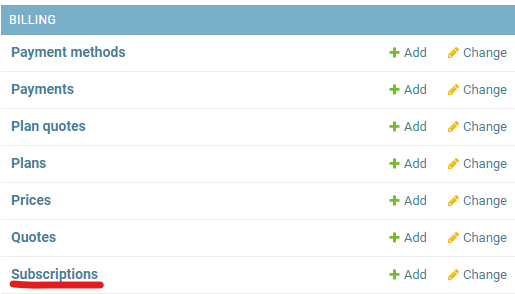 BILLING
Payment methods Add Change
Payments Add Change
Plan quotes Add Change
Plans Add Change
Prices Add Change
Quotes Add Change
Subscriptions Add Change